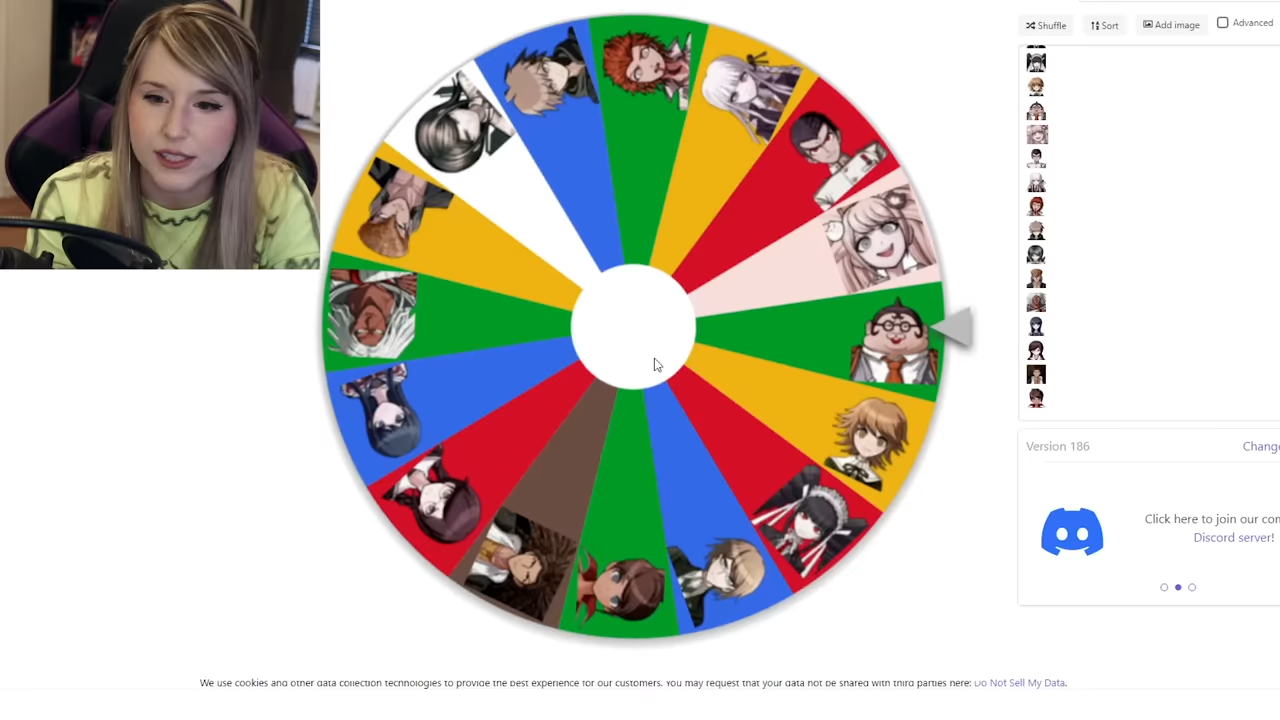 Shuffle
Sort
Add image
Advanced
Version 186
Change
Click here to join our con
Discord server!
We use cookies and other data collection technologies to provide the best experience for our customers. You may request that your data not be shared with third parties here: Do Not Sell My Data.